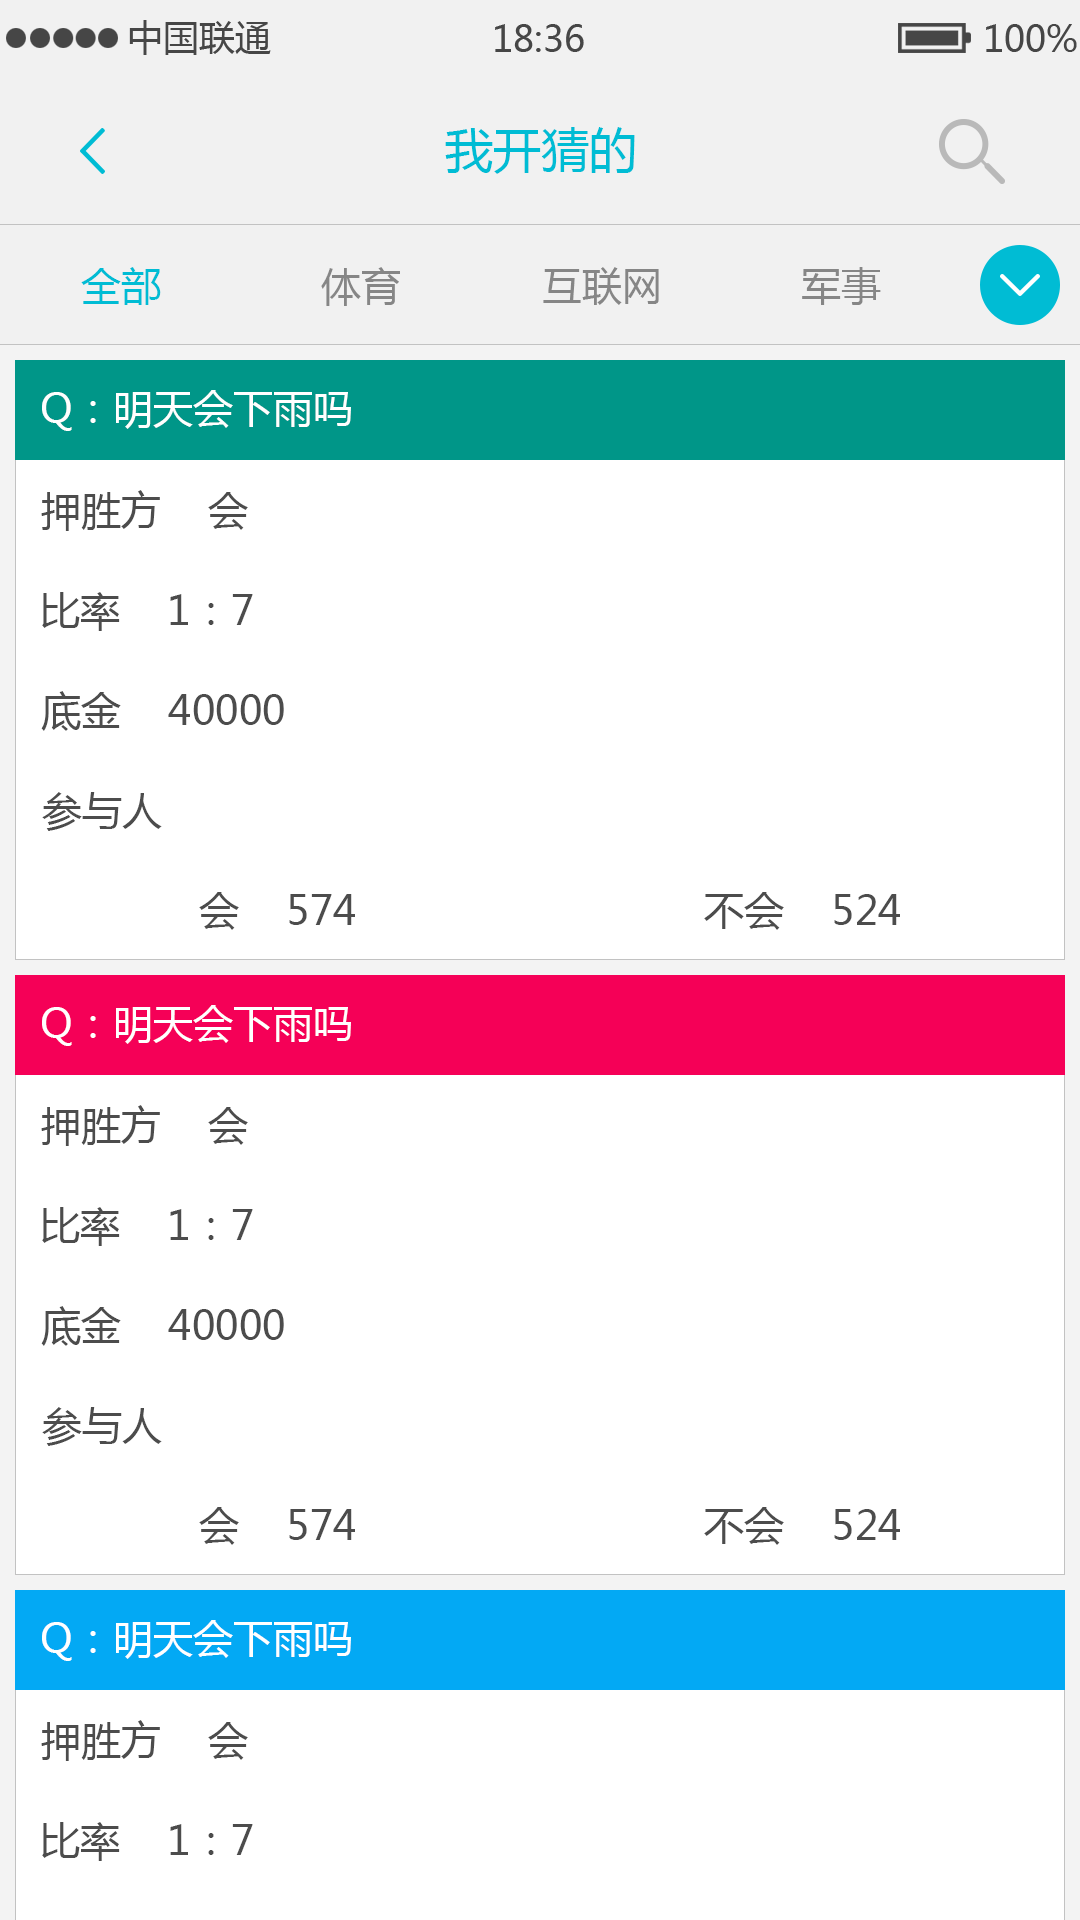 中国联通 18:36 100%
我开猜的
全部 体育 互联网 军事
Q：明天会下雨吗
押胜方 会
比率 1：7
底金 40000
参与人
会 574 不会 524
Q：明天会下雨吗
押胜方 会
比率 1：7
底金 40000
参与人
会 574 不会 524
Q：明天会下雨吗
押胜方 会
比率 1：7